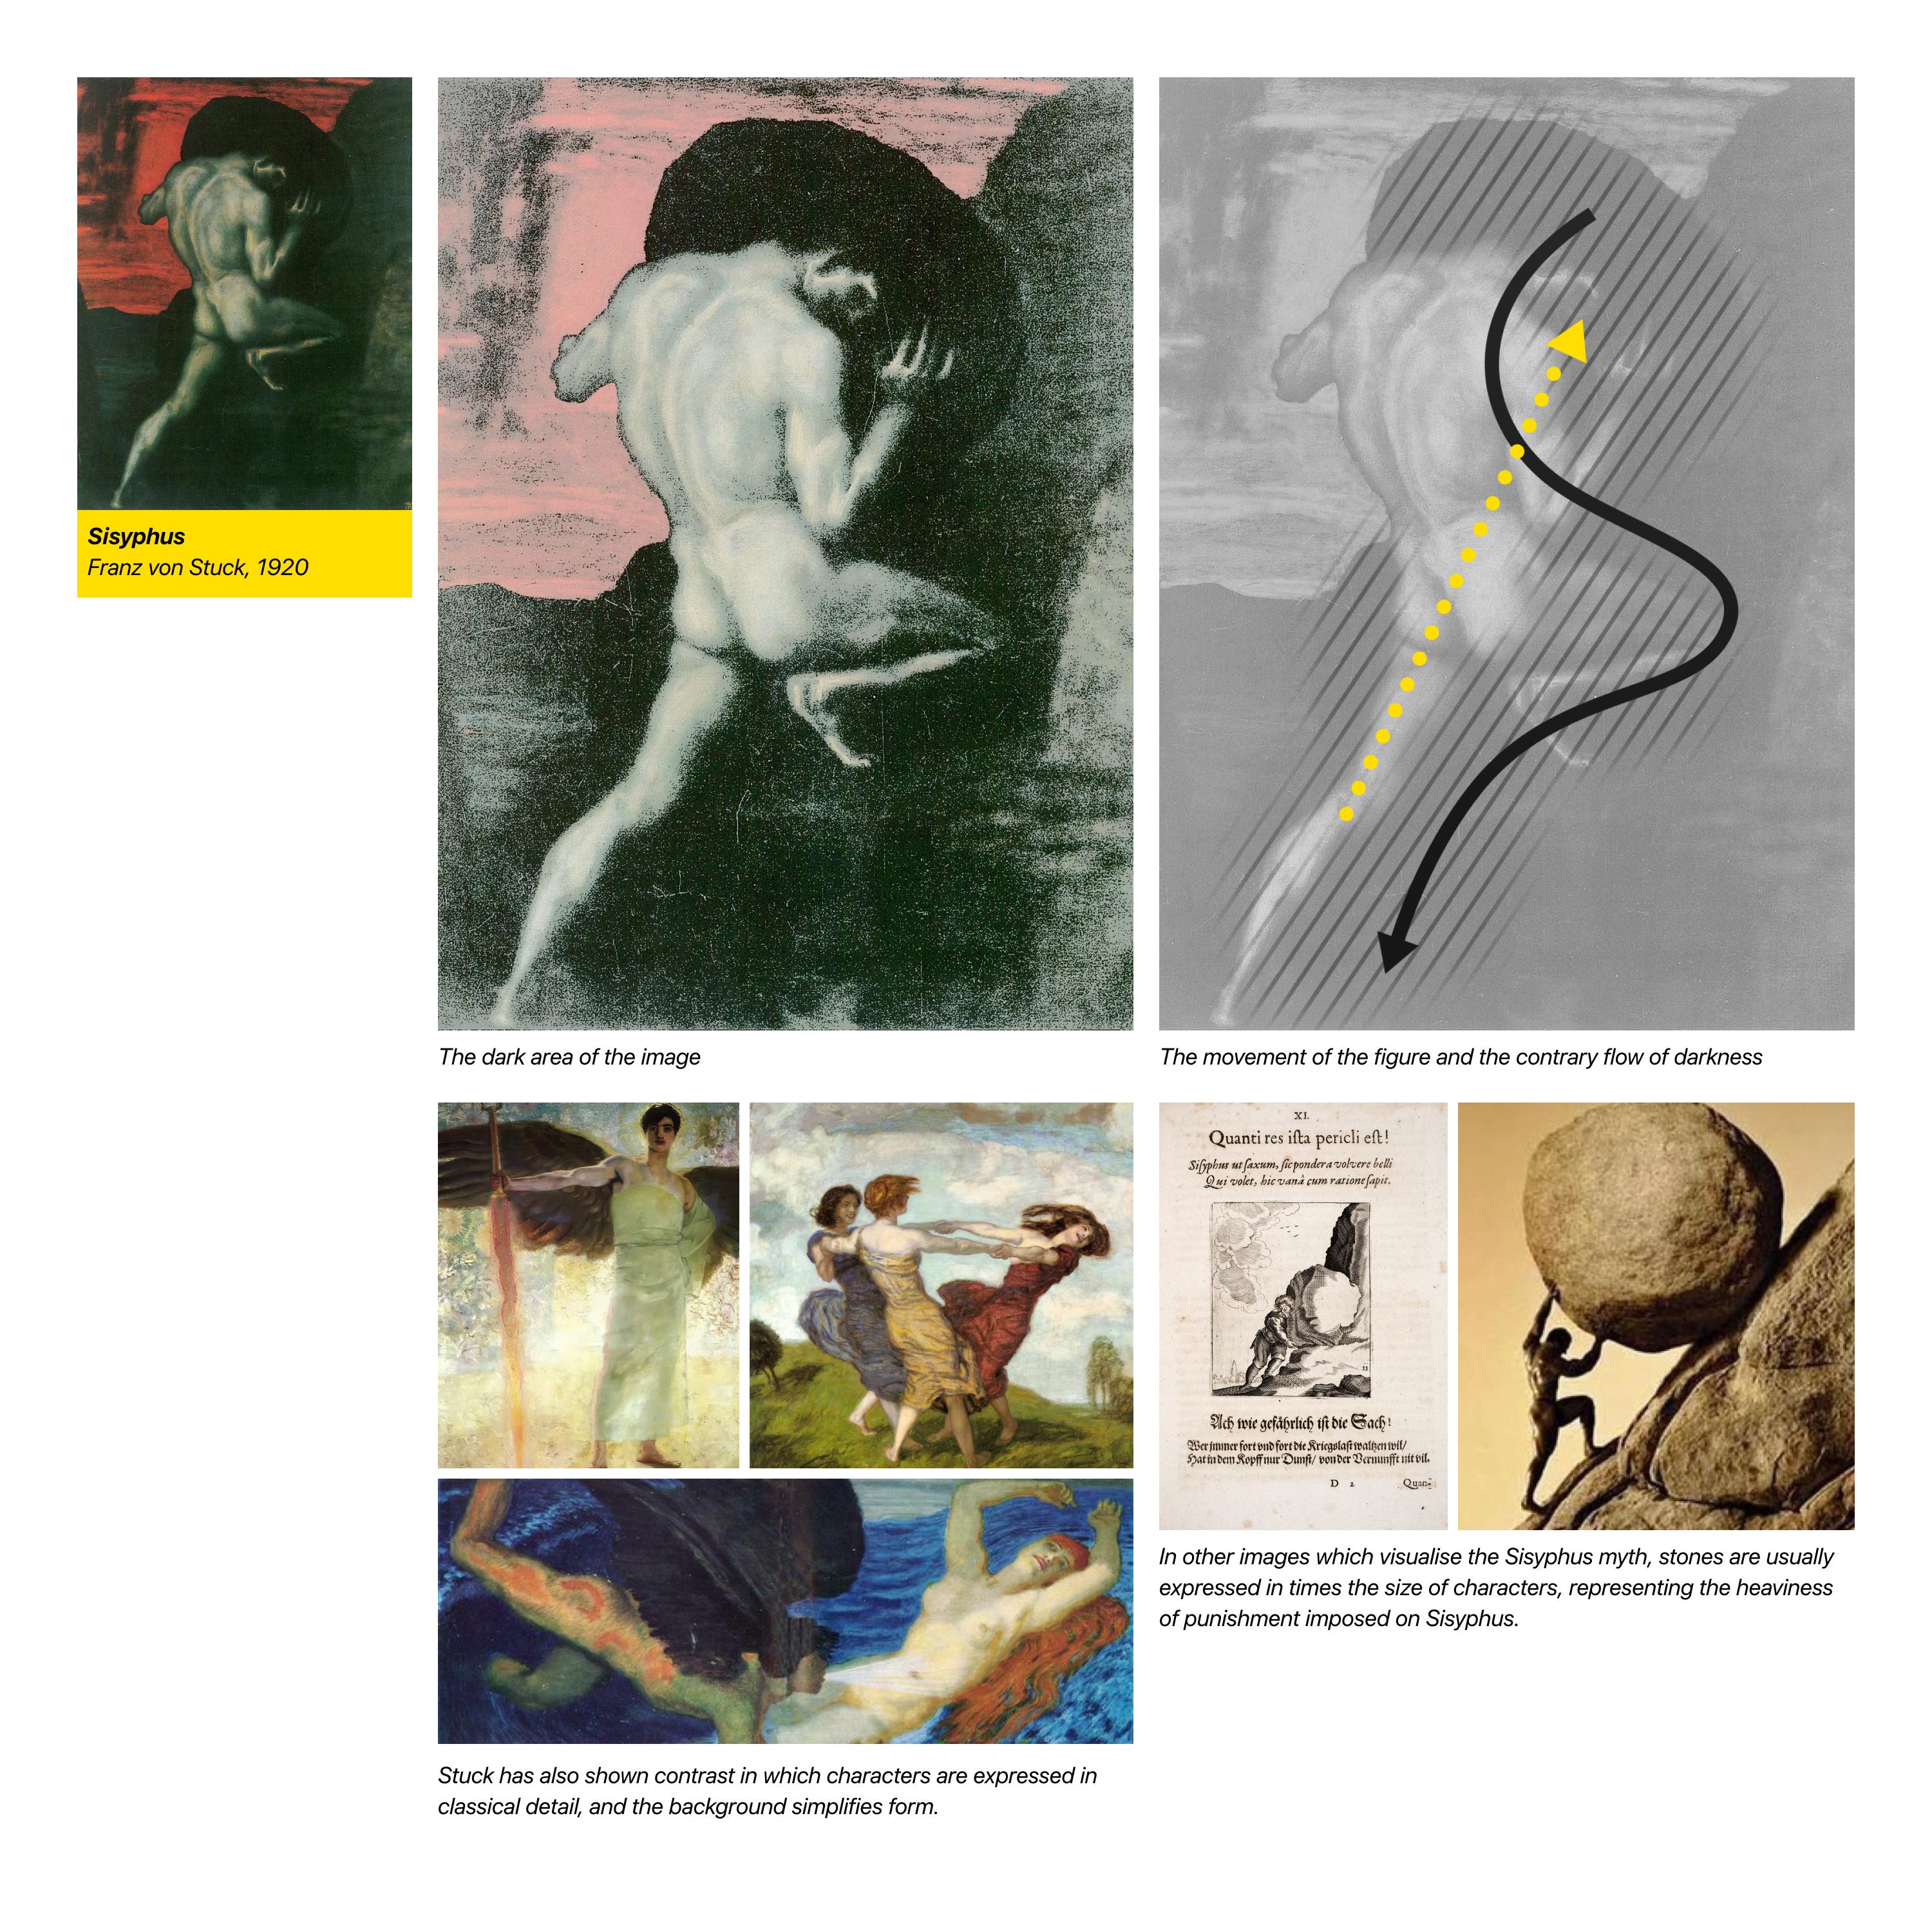 Sisyphus
Franz von Stuck, 1920
The dark area of the image
The movement of the figure and the contrary flow of darkness
XI.
Quanti res iſta pericli eſt!
Siſyphus ut ſaxum, ſic pondera volvere belli
Qui volet, hic vanà cum ratione ſapit.
11
Ach wie gefährlich iſt die Sach!
Wer jmmer fort vnd fort die Kriegslaſt waltzen wil/
Hat in dem Kopff nur Dunſt/ von der Vernunfft nit vil.
D 2
Quan-
In other images which visualise the Sisyphus myth, stones are usually
expressed in times the size of characters, representing the heaviness
of punishment imposed on Sisyphus.
Stuck has also shown contrast in which characters are expressed in
classical detail, and the background simplifies form.